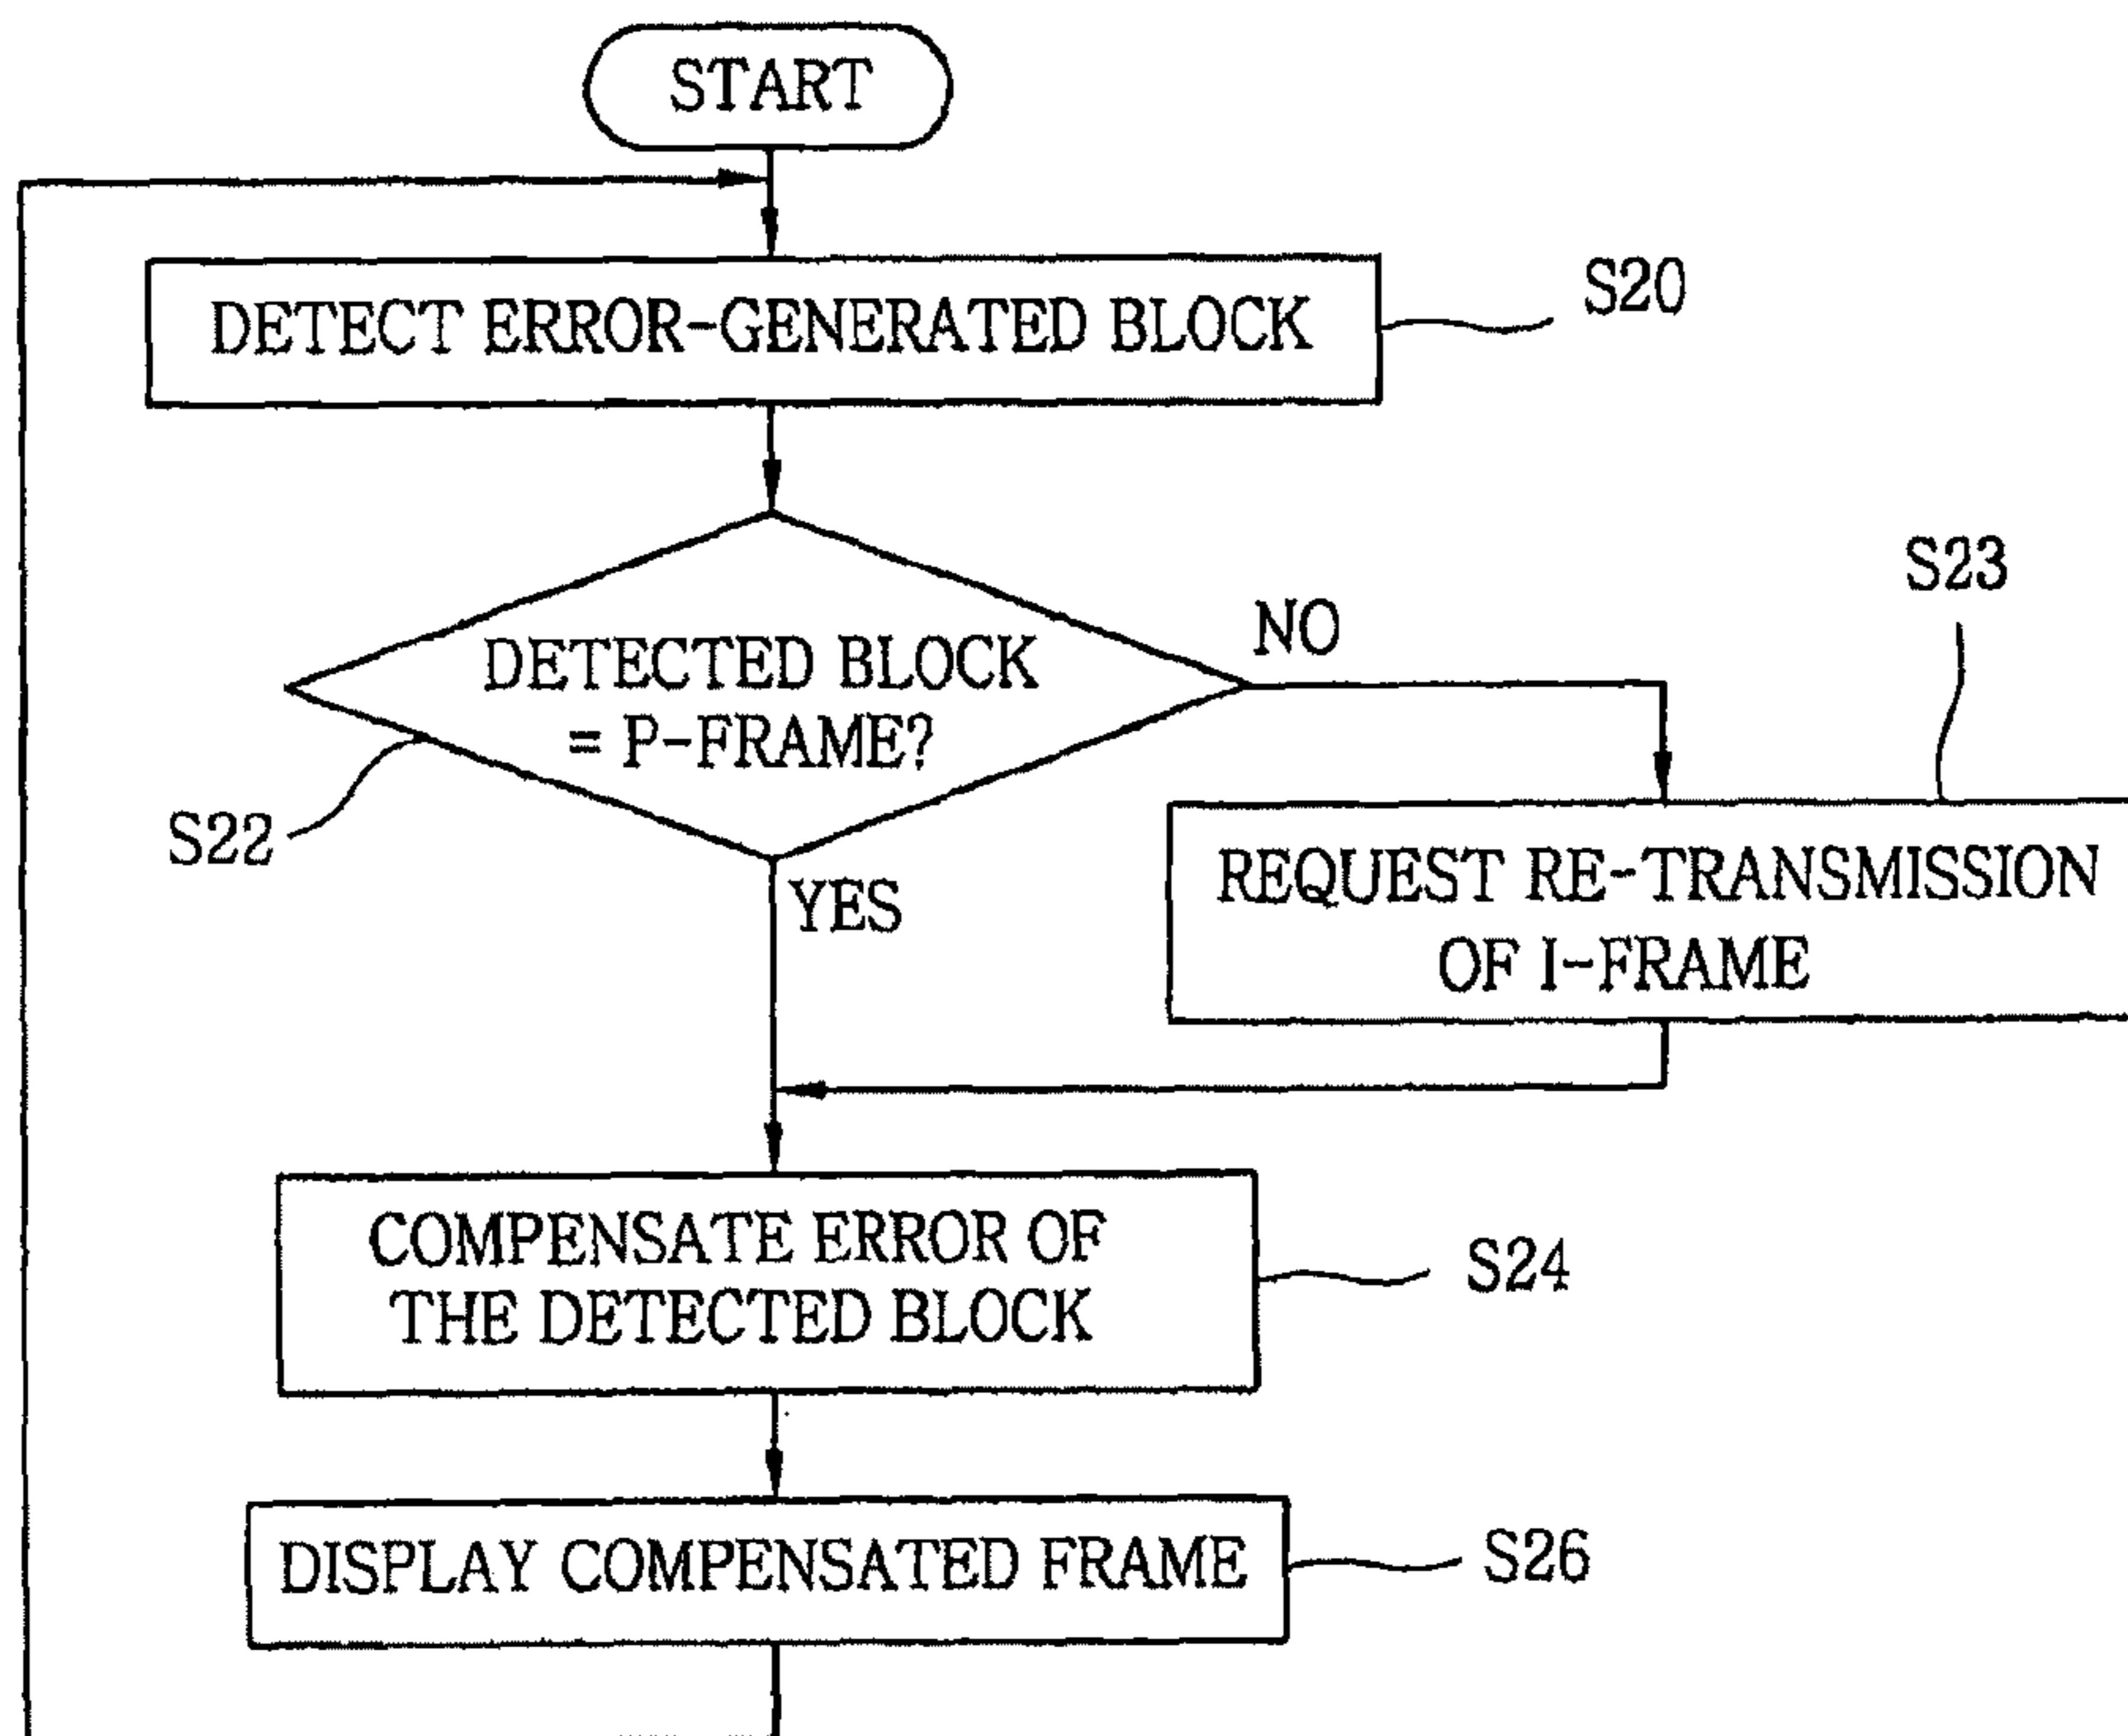 START
DETECT ERROR-GENERATED BLOCK
S20
DETECTED BLOCK
= P-FRAME?
NO
S23
S22
YES
REQUEST RE-TRANSMISSION
OF I-FRAME
COMPENSATE ERROR OF
THE DETECTED BLOCK
S24
DISPLAY COMPENSATED FRAME
S26